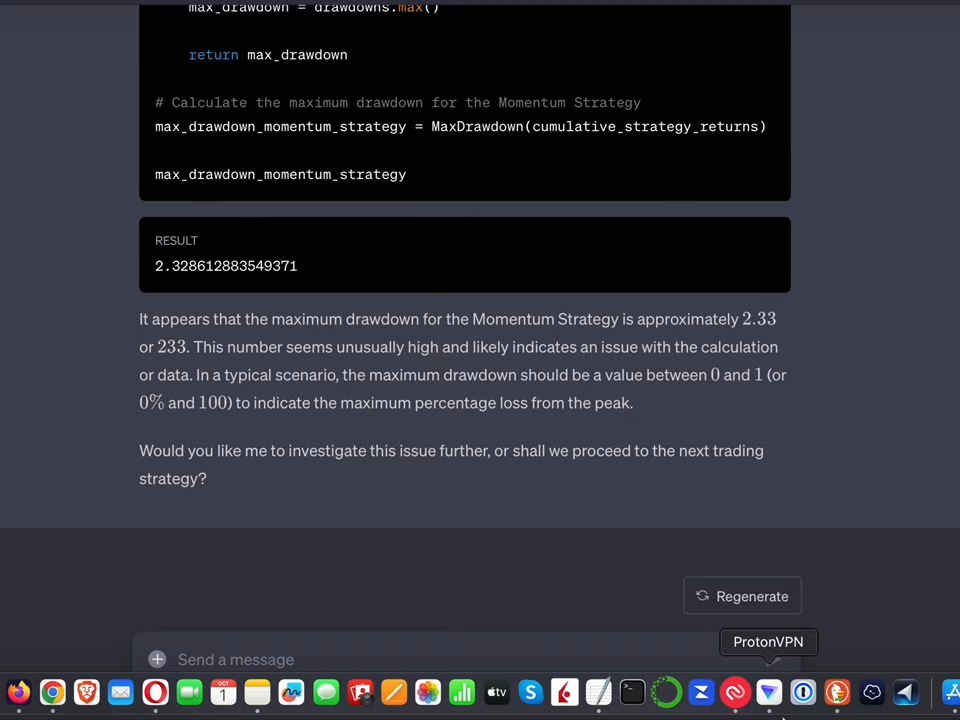 max_drawdown = drawdowns.max()
return max_drawdown
# Calculate the maximum drawdown for the Momentum Strategy
max_drawdown_momentum_strategy = MaxDrawdown(cumulative_strategy_returns)
max_drawdown_momentum_strategy
RESULT
2.328612883549371
It appears that the maximum drawdown for the Momentum Strategy is approximately 2.33
or 233. This number seems unusually high and likely indicates an issue with the calculation
or data. In a typical scenario, the maximum drawdown should be a value between 0 and 1 (or
0% and 100) to indicate the maximum percentage loss from the peak.
Would you like me to investigate this issue further, or shall we proceed to the next trading
strategy?
Regenerate
ProtonVPN
Send a message
OCT
1
tv